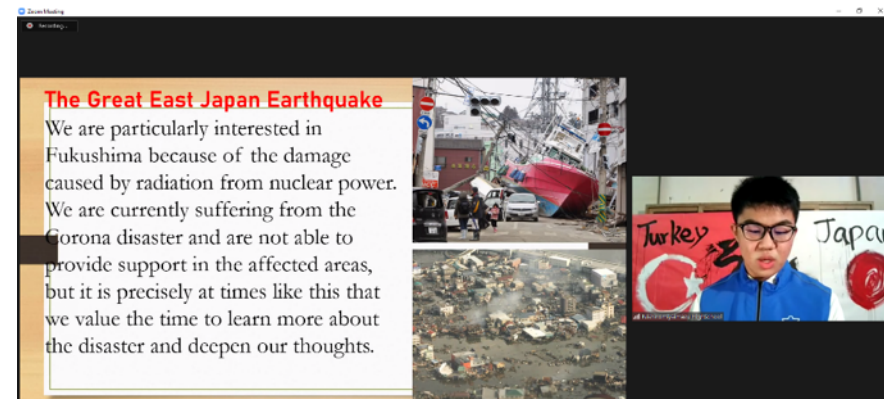 Zoom Meeting
Recording...
The Great East Japan Earthquake
We are particularly interested in
Fukushima because of the damage
caused by radiation from nuclear power.
We are currently suffering from the
Corona disaster and are not able to
provide support in the affected areas,
but it is precisely at times like this that
we value the time to learn more about
the disaster and deepen our thoughts.
Turkey
Japan